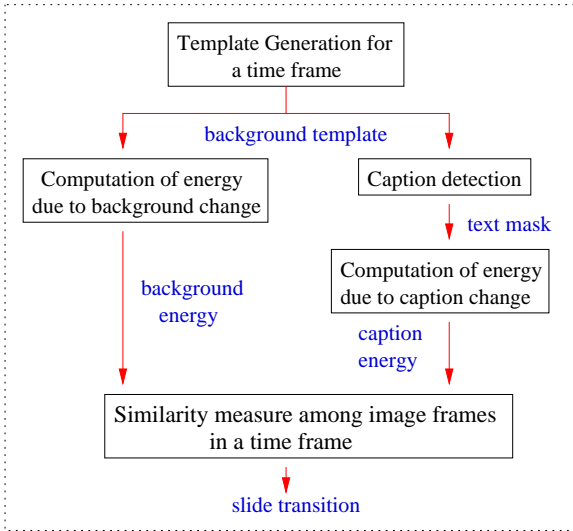 Template Generation for
a time frame
background template
Computation of energy
due to background change
Caption detection
text mask
Computation of energy
due to caption change
background
energy
caption
energy
Similarity measure among image frames
in a time frame
slide transition